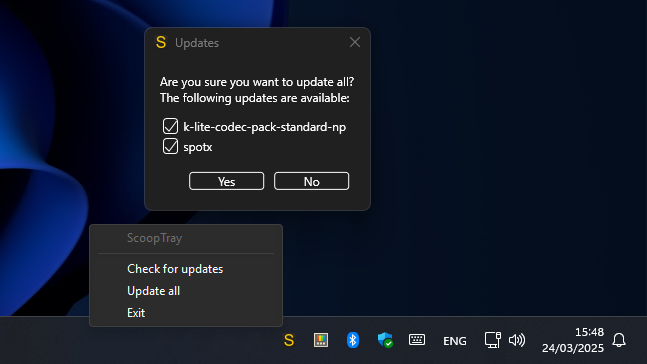 S Updates
Are you sure you want to update all?
The following updates are available:
k-lite-codec-pack-standard-np
spotx
Yes No
ScoopTray
Check for updates
Update all
Exit
S ENG 15:48
24/03/2025